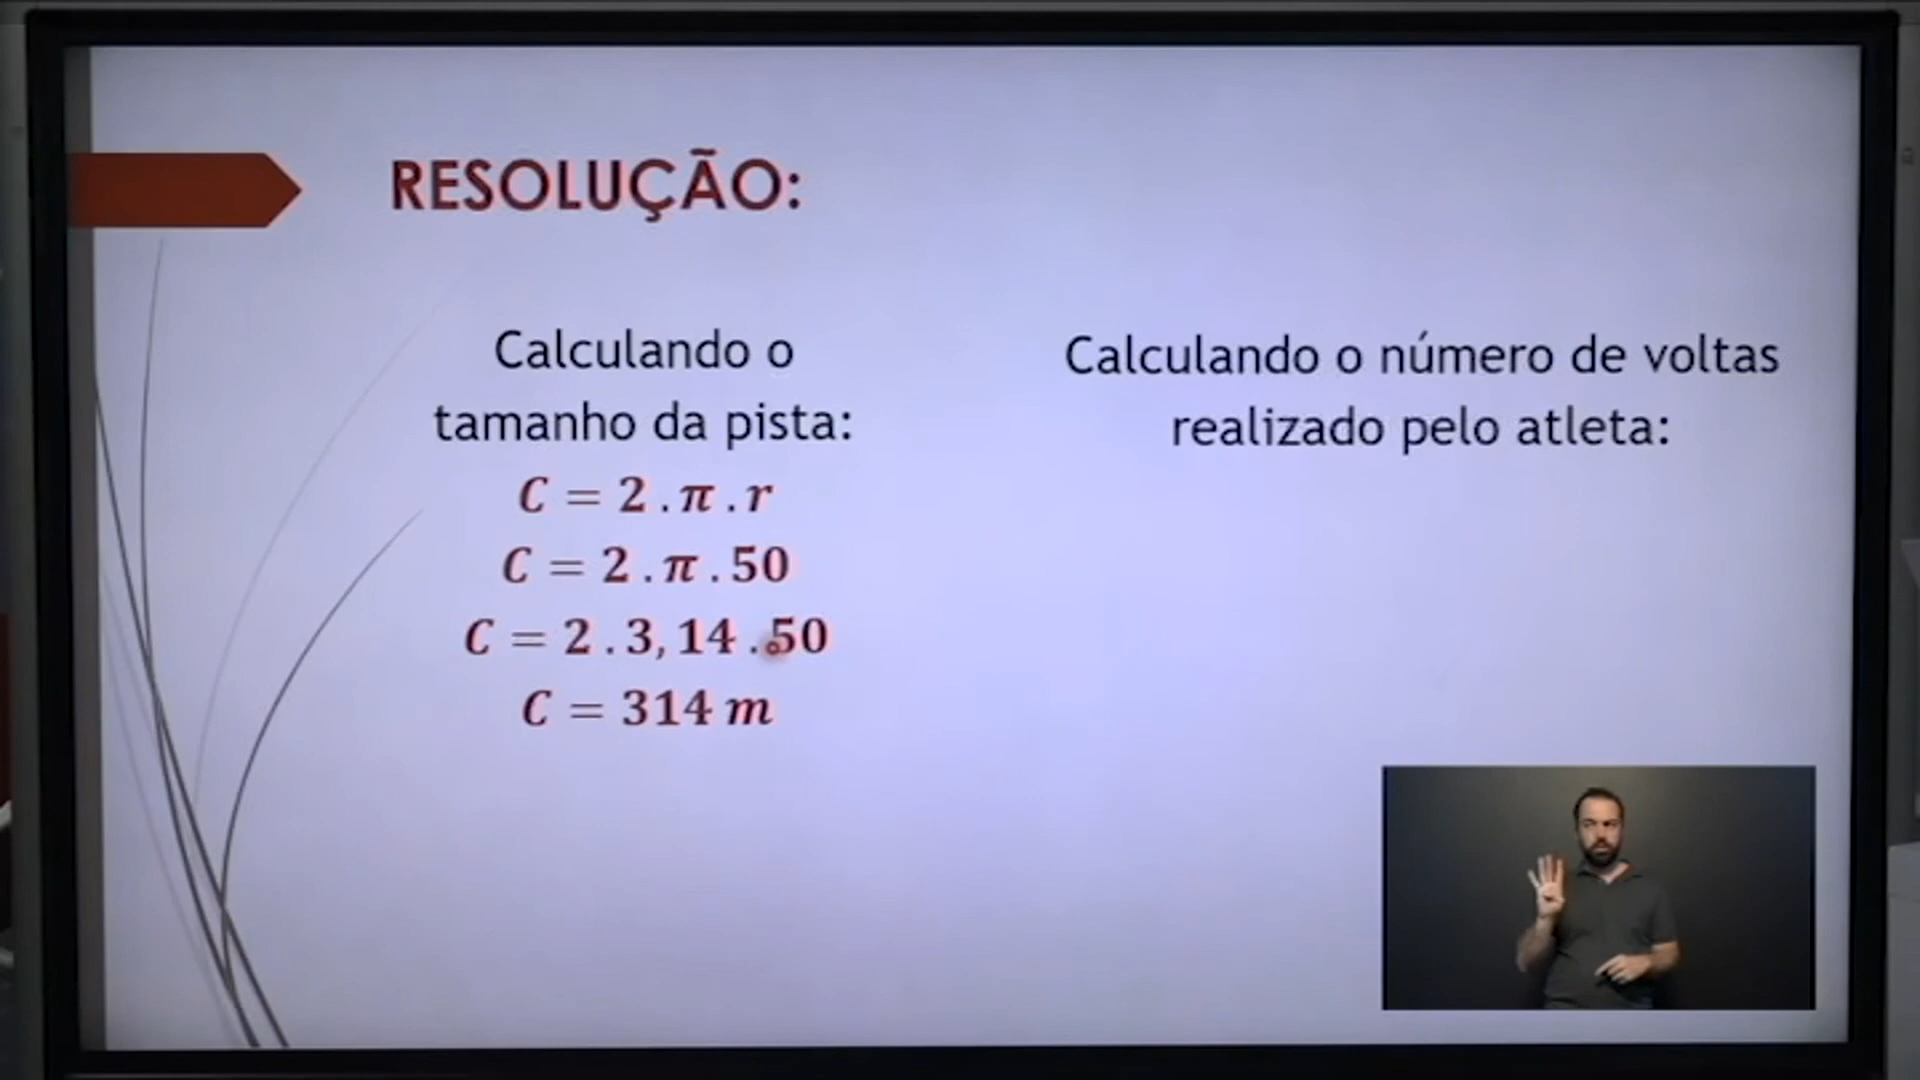 RESOLUÇÃO:
Calculando o
tamanho da pista:
C = 2 . π . r
C = 2 . π . 50
C = 2 . 3, 14 . 50
C = 314 m
Calculando o número de voltas
realizado pelo atleta: